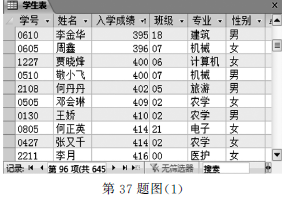 学生表
学号 姓名 入学成绩 班级 专业 性别
0610 李金华 395 18 建筑 男
0605 周鑫 396 07 机械 女
1227 贾晓烽 400 06 计算机 女
0510 敬小飞 400 07 机械 男
2108 何丹丹 402 05 旅游 男
0505 邓会琳 409 02 农学 女
0130 王娇 410 02 农学 男
0805 何正英 414 21 电子 女
0427 张又千 414 02 农学 女
2211 李月 416 00 医护 女
记录: 第 96 项(共 645 无筛选器 搜索
第 37 题图(1)